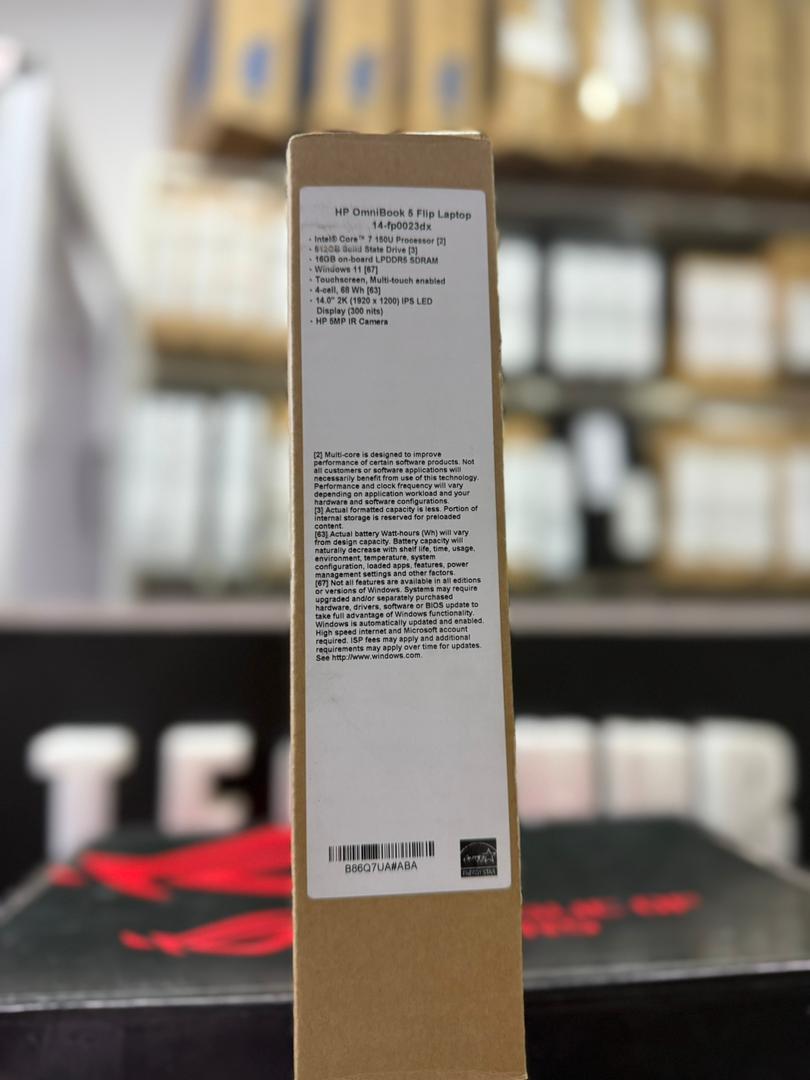 HP OmniBook 5 Flip Laptop
14-fp0023dx
· Intel® Core™ 7 150U Processor [2]
· 512GB Solid State Drive [3]
· 16GB on-board LPDDR5 SDRAM
· Windows 11 [67]
· Touchscreen, Multi-touch enabled
· 4-cell, 68 Wh [63]
· 14.0" 2K (1920 x 1200) IPS LED
Display (300 nits)
· HP 5MP IR Camera
[2] Multi-core is designed to improve
performance of certain software products. Not
all customers or software applications will
necessarily benefit from use of this technology.
Performance and clock frequency will vary
depending on application workload and your
hardware and software configurations.
[3] Actual formatted capacity is less. Portion of
internal storage is reserved for preloaded
content.
[63] Actual battery Watt-hours (Wh) will vary
from design capacity. Battery capacity will
naturally decrease with shelf life, time, usage,
environment, temperature, system
configuration, loaded apps, features, power
management settings and other factors.
[67] Not all features are available in all editions
or versions of Windows. Systems may require
upgraded and/or separately purchased
hardware, drivers, software or BIOS update to
take full advantage of Windows functionality.
Windows is automatically updated and enabled.
High speed internet and Microsoft account
required. ISP fees may apply and additional
requirements may apply over time for updates.
See http://www.windows.com.
B86Q7UA#ABA
ENERGY STAR